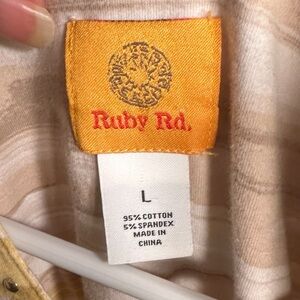 Ruby Rd.
L
95% COTTON
5% SPANDEX
MADE IN
CHINA